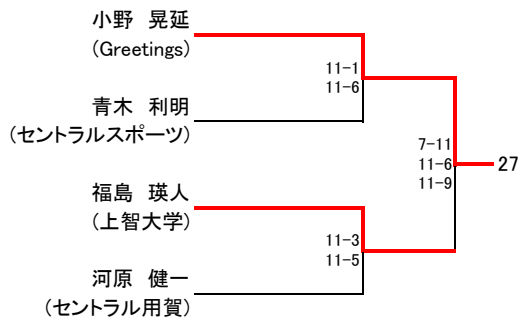 小野　晃延
(Greetings)
11-1
11-6
青木　利明
(セントラルスポーツ)
7-11
11-6
11-9
27
福島　瑛人
(上智大学)
11-3
11-5
河原　健一
(セントラル用賀)